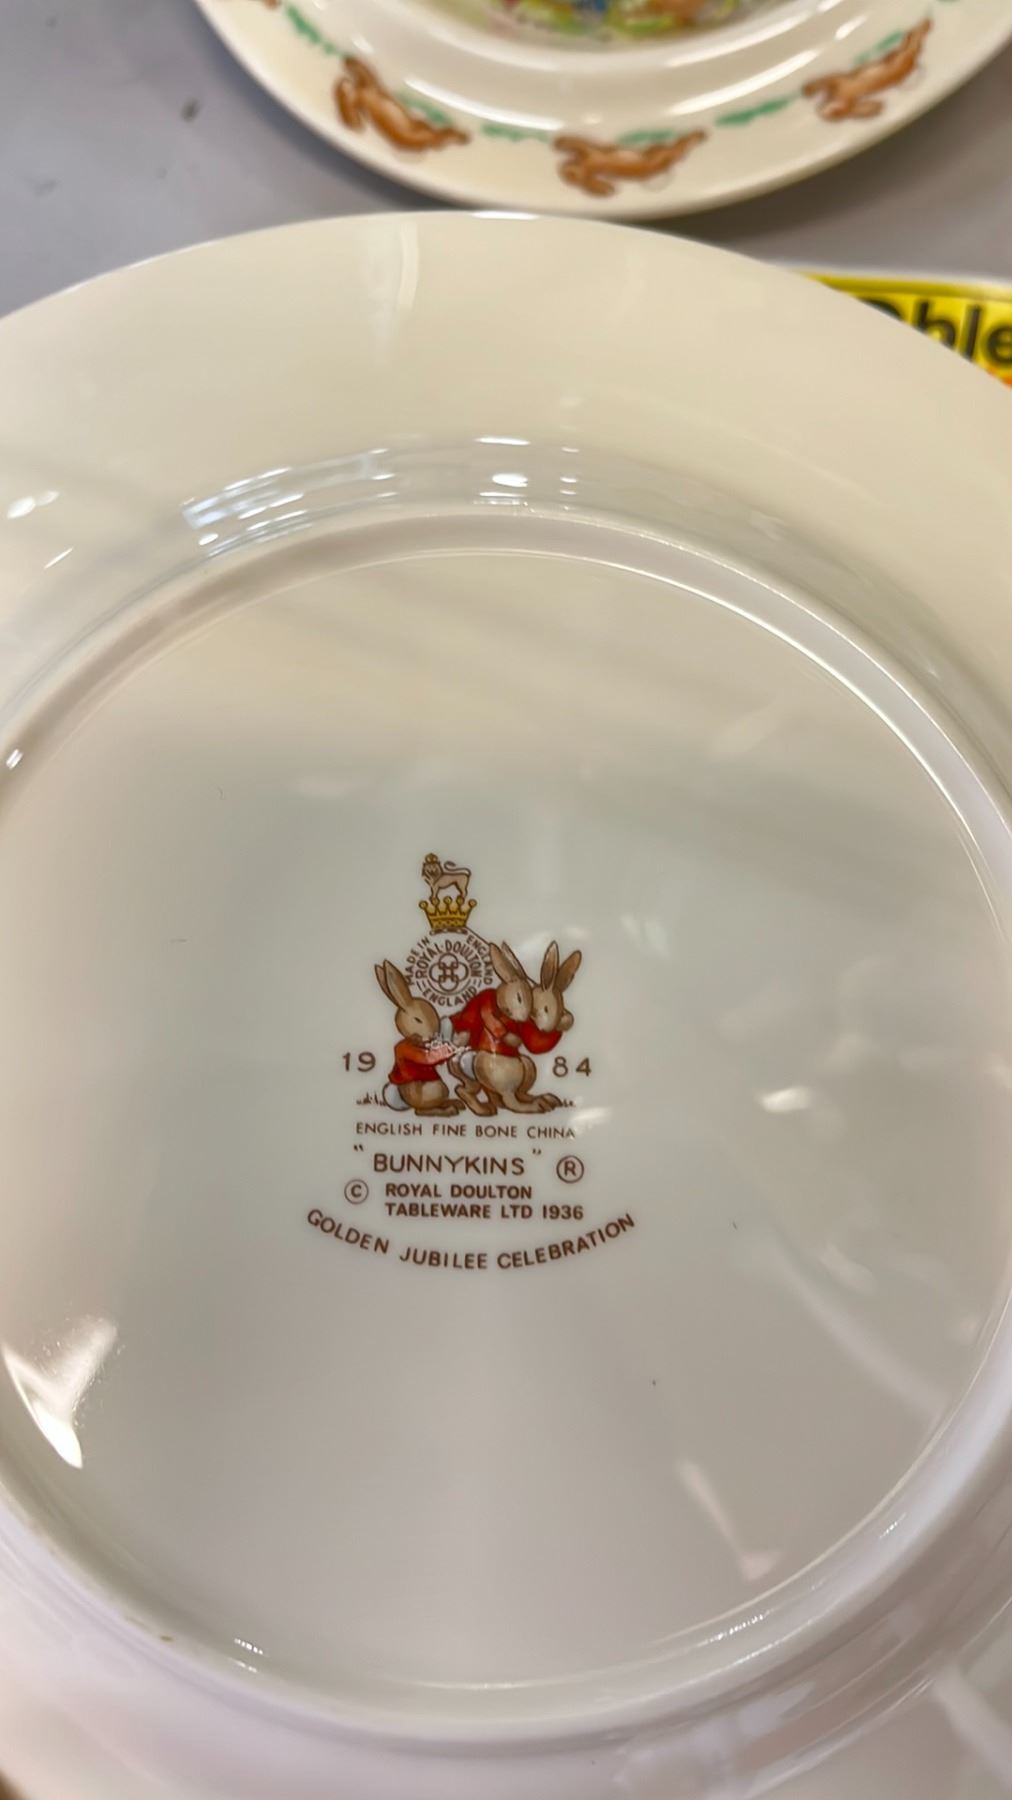 ble
MADE IN ENGLAND
ROYAL·DOULTON
ENGLAND
19 84
ENGLISH FINE BONE CHINA
"BUNNYKINS" ®
© ROYAL DOULTON
TABLEWARE LTD 1936
GOLDEN JUBILEE CELEBRATION